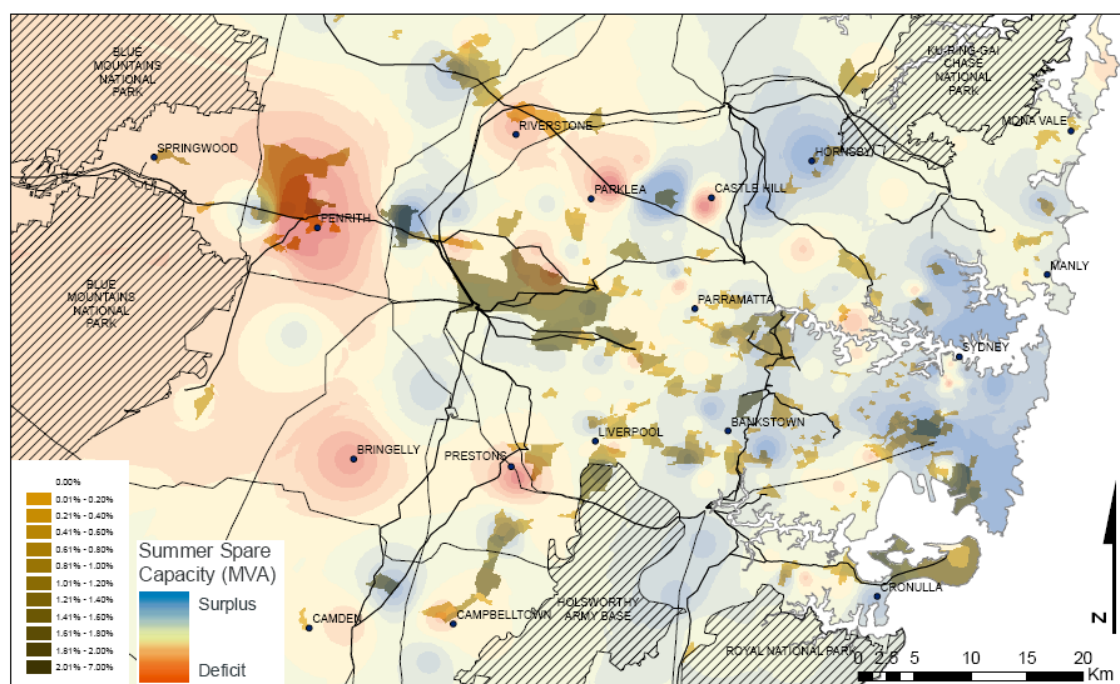 BLUE
MOUNTAINS
NATIONAL
PARK
KU-RING-GAI
CHASE
NATIONAL
PARK
MONA VALE
RIVERSTONE
SPRINGWOOD
HORNSBY
PARKLEA
CASTLE HILL
PENRITH
MANLY
BLUE
MOUNTAINS
NATIONAL
PARK
PARRAMATTA
SYDNEY
BRINGELLY
PRESTONS
LIVERPOOL
BANKSTOWN
CAMDEN
CAMPBELLTOWN
HOLSWORTHY
ARMY BASE
CRONULLA
ROYAL NATIONAL PARK
0.00%
0.01% - 0.20%
0.21% - 0.40%
0.41% - 0.60%
0.61% - 0.80%
0.81% - 1.00%
1.01% - 1.20%
1.21% - 1.40%
1.41% - 1.60%
1.61% - 1.80%
1.81% - 2.00%
2.01% - 7.00%
Summer Spare
Capacity (MVA)
Surplus
Deficit
N
0 2.5 5 10 15 20
Km